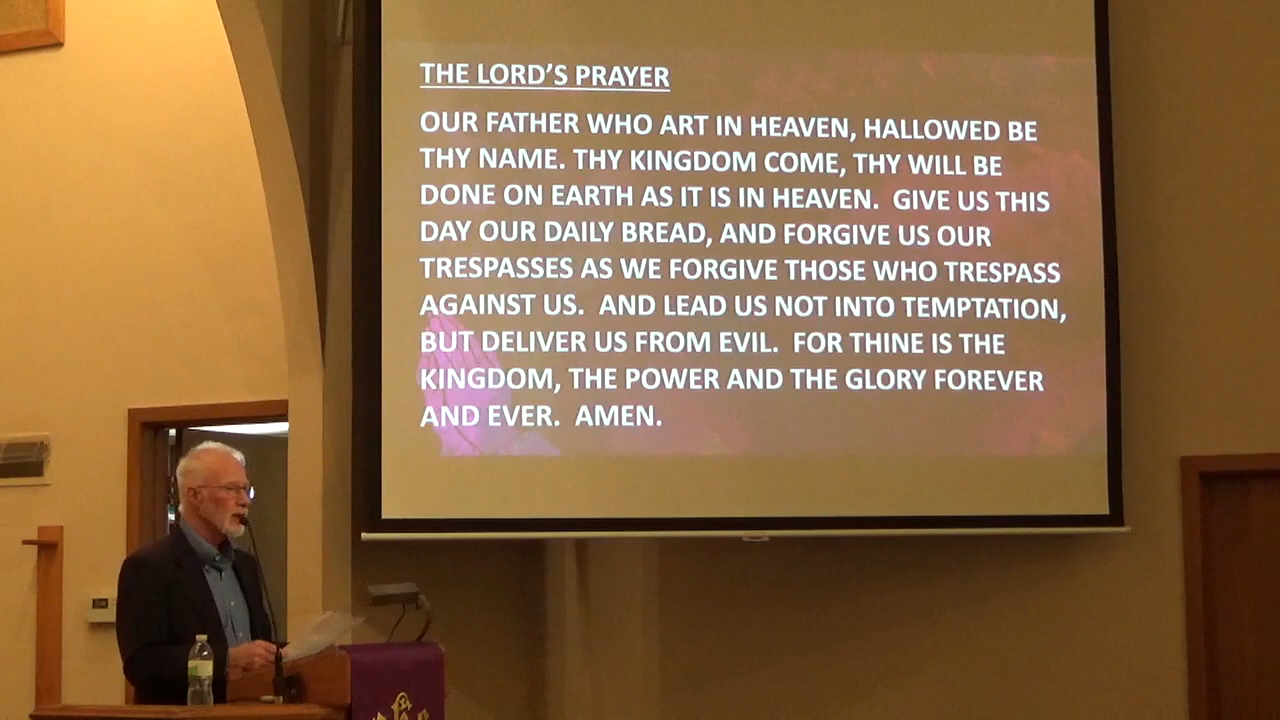 THE LORD'S PRAYER
OUR FATHER WHO ART IN HEAVEN, HALLOWED BE
THY NAME. THY KINGDOM COME, THY WILL BE
DONE ON EARTH AS IT IS IN HEAVEN.  GIVE US THIS
DAY OUR DAILY BREAD, AND FORGIVE US OUR
TRESPASSES AS WE FORGIVE THOSE WHO TRESPASS
AGAINST US.  AND LEAD US NOT INTO TEMPTATION,
BUT DELIVER US FROM EVIL.  FOR THINE IS THE
KINGDOM, THE POWER AND THE GLORY FOREVER
AND EVER.  AMEN.